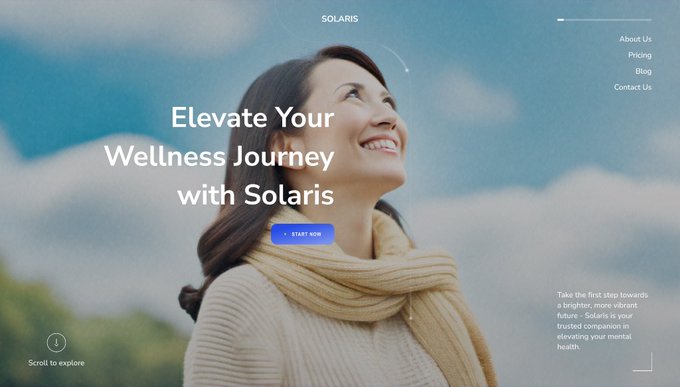 SOLARIS
About Us
Pricing
Blog
Contact Us
Elevate Your
Wellness Journey
with Solaris
START NOW
Take the first step towards
a brighter, more vibrant
future - Solaris is your
trusted companion in
elevating your mental
health.
Scroll to explore